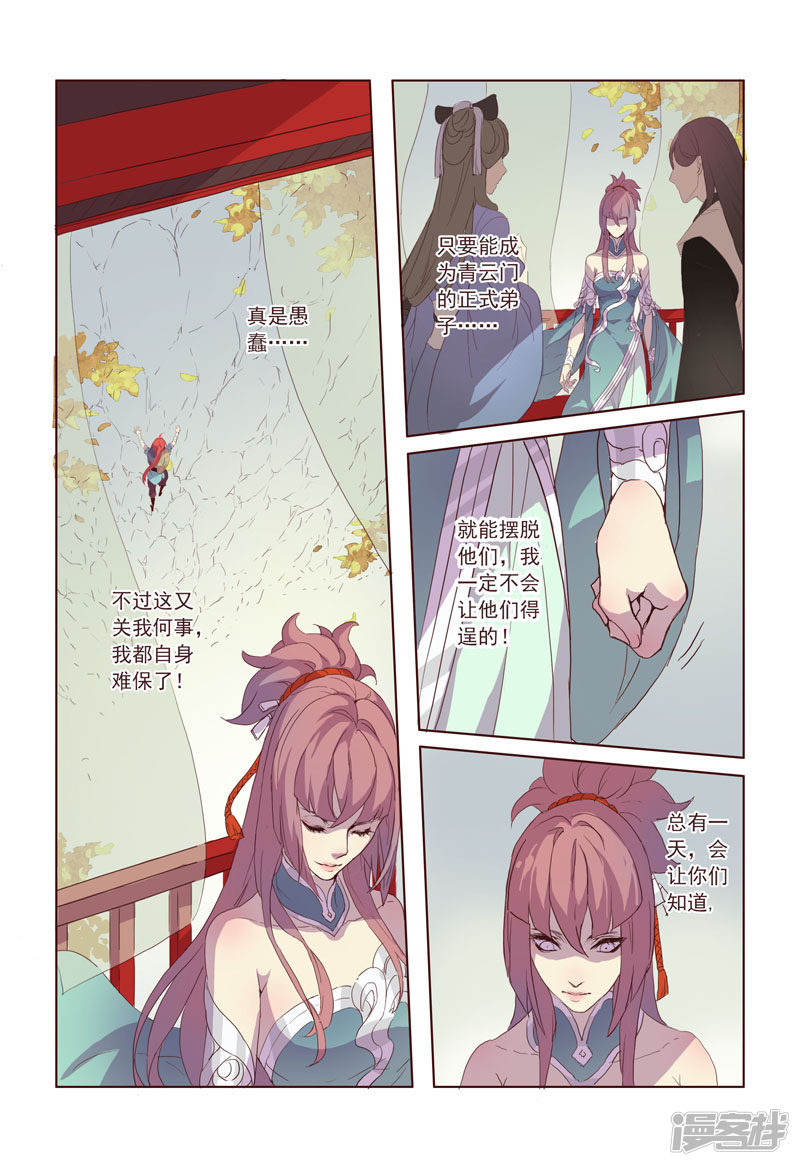 真是愚
蠢……
不过这又
关我何事，
我都自身
难保了！
只要能成
为青云门
的正式弟
子……
就能摆脱
他们，我
一定不会
让他们得
逞的！
总有一
天，会
让你们
知道，
漫客栈